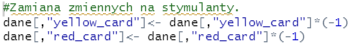 #Zamiana zmiennych na stymulanty.
dane[,"yellow_card"]<- dane[,"yellow_card"]*(-1)
dane[,"red_card"]<- dane[,"red_card"]*(-1)